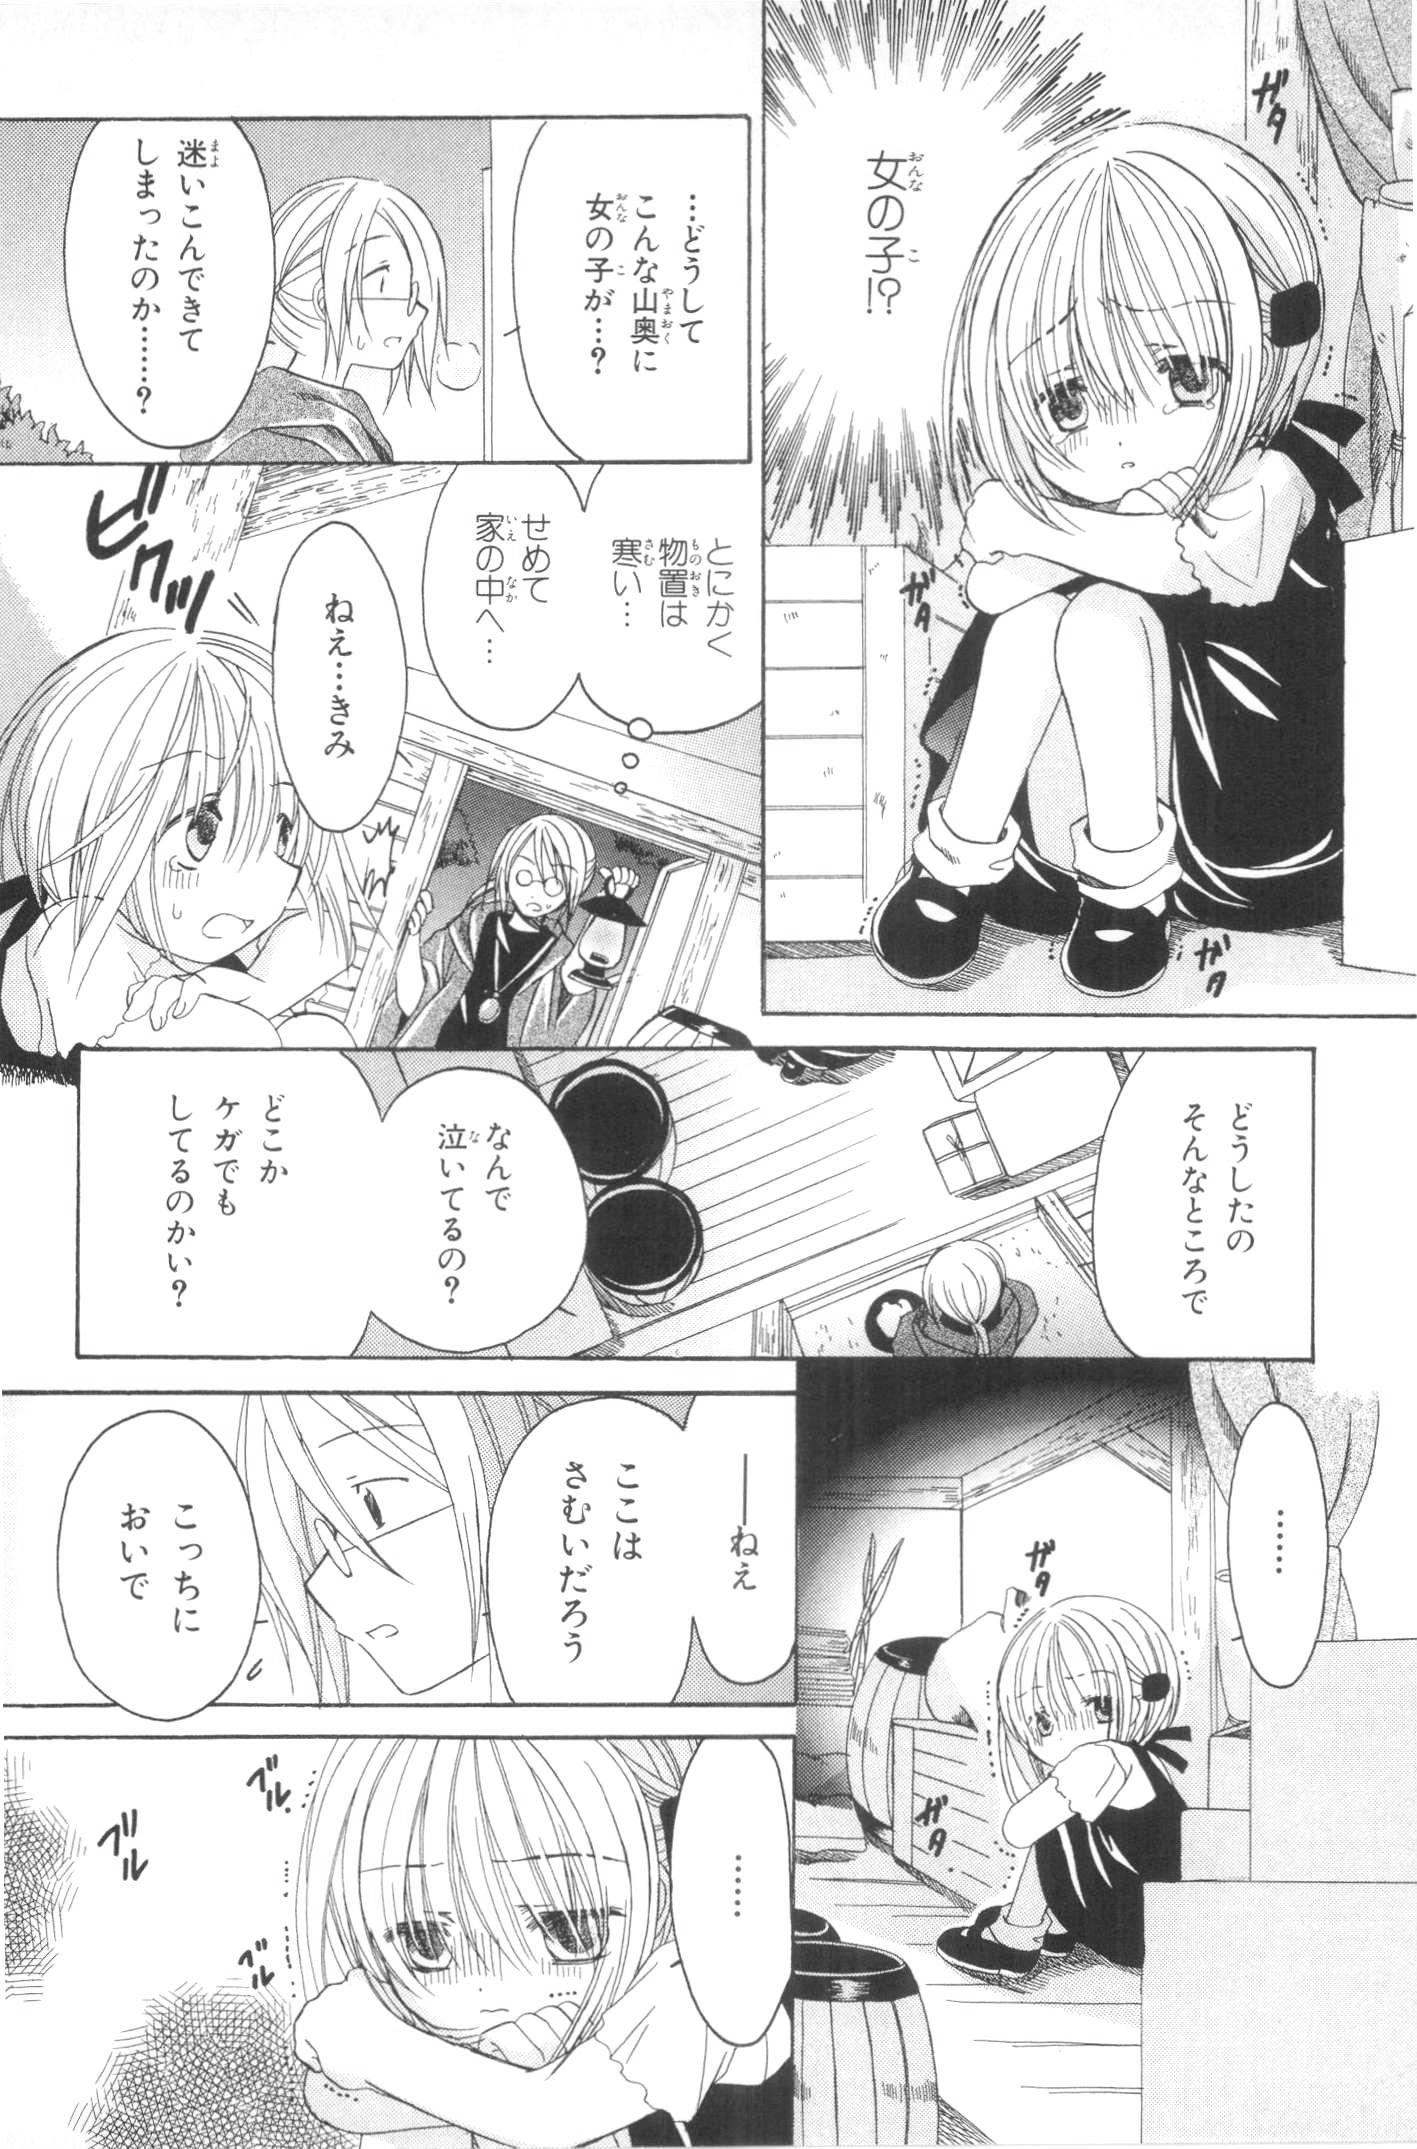 ガタ
女の子!?
ガタ
ガタ
…どうして
こんな山奥に
女の子が…?
迷いこんできて
しまったのか……?
とにかく
物置は
寒い…
せめて
家の中へ…
ねえ…きみ
ビクッ
どうしたの
そんなところで
なんで
泣いてるの?
どこか
ケガでも
してるのかい?
……
ガタ
ガタ
――ねえ
ここは
さむいだろう
こっちに
おいで
……
ブル
ブル
ブル